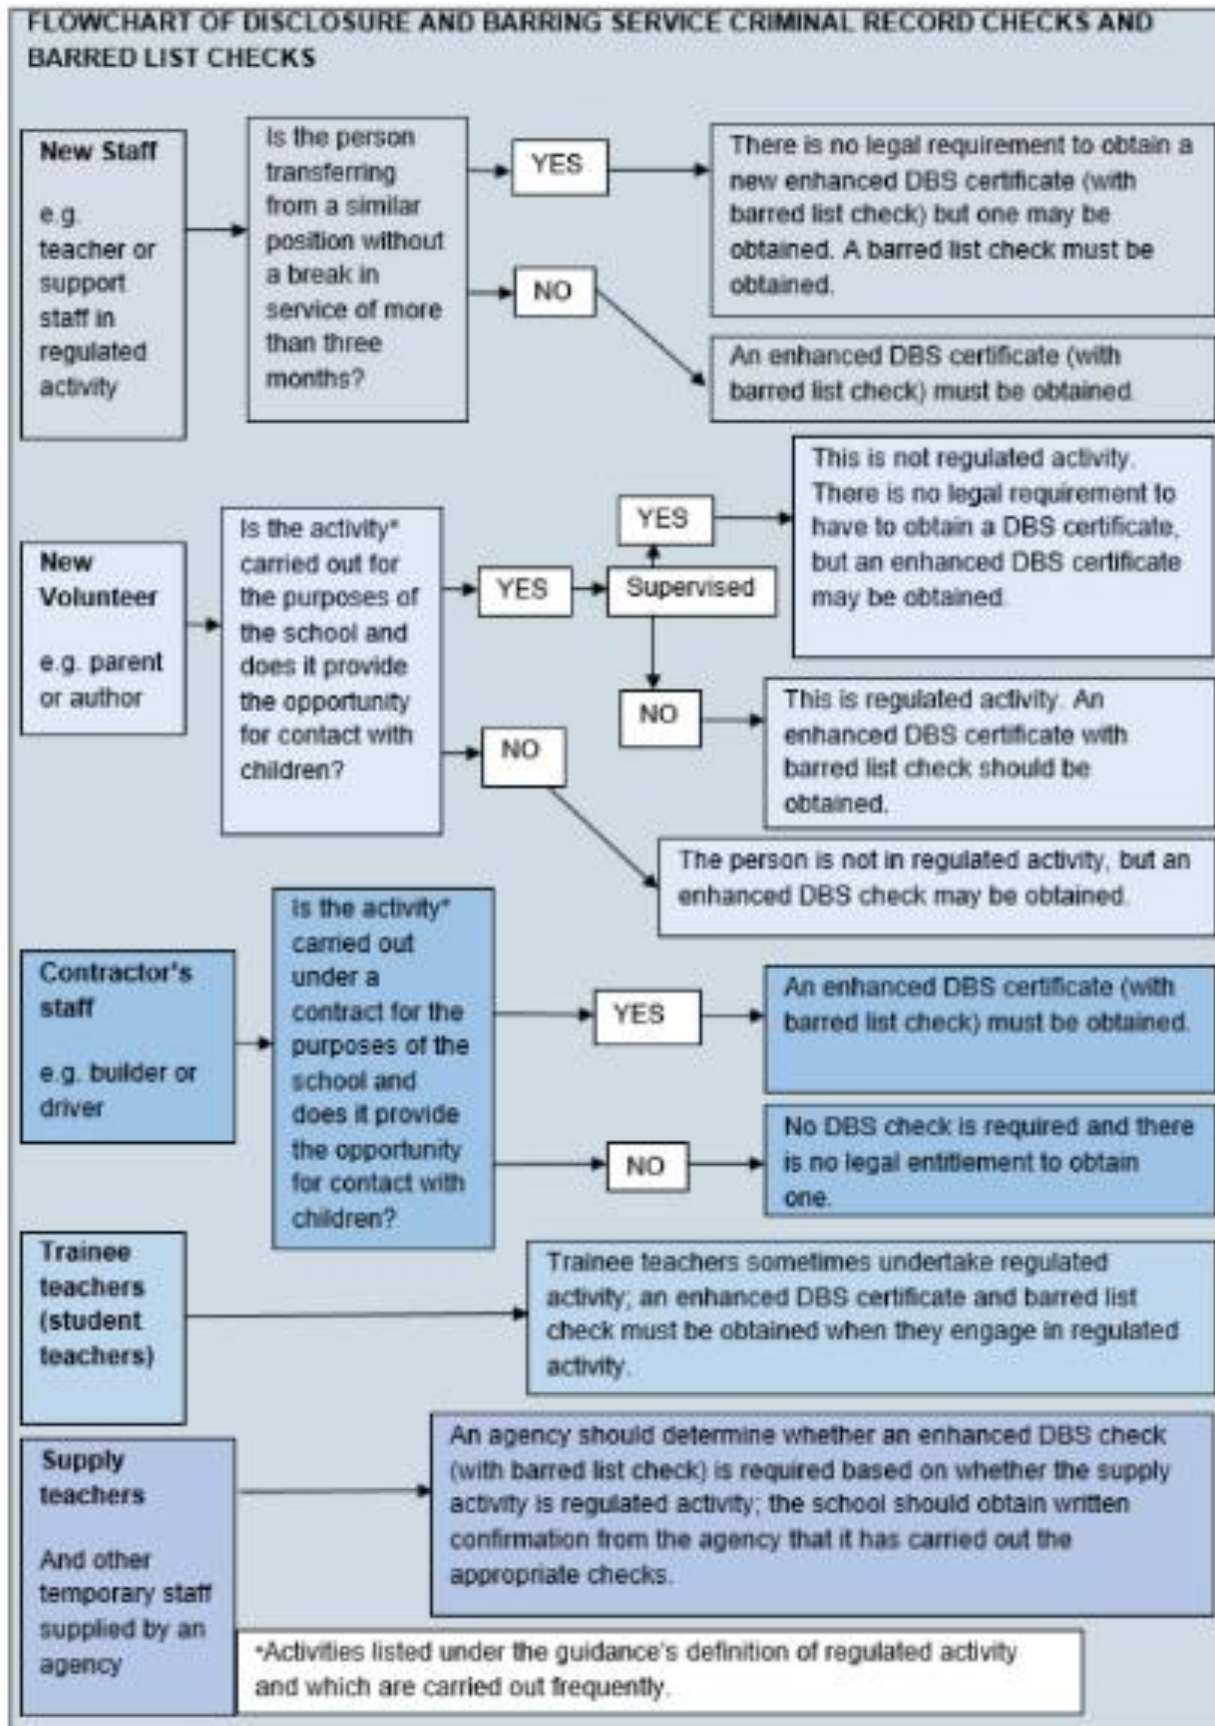 FLOWCHART OF DISCLOSURE AND BARRING SERVICE CRIMINAL RECORD CHECKS AND
BARRED LIST CHECKS
New Staff
e.g.
teacher or
support
staff in
regulated
activity
Is the person
transferring
from a similar
position without
a break in
service of more
than three
months?
YES
There is no legal requirement to obtain a
new enhanced DBS certificate (with
barred list check) but one may be
obtained. A barred list check must be
obtained.
NO
An enhanced DBS certificate (with
barred list check) must be obtained.
New
Volunteer
e.g. parent
or author
Is the activity*
carried out for
the purposes of
the school and
does it provide
the opportunity
for contact with
children?
YES
Supervised
YES
This is not regulated activity.
There is no legal requirement to
have to obtain a DBS certificate,
but an enhanced DBS certificate
may be obtained.
NO
This is regulated activity. An
enhanced DBS certificate with
barred list check should be
obtained.
NO
The person is not in regulated activity, but an
enhanced DBS check may be obtained.
Contractor's
staff
e.g. builder or
driver
Is the activity*
carried out
under a
contract for the
purposes of the
school and
does it provide
the opportunity
for contact with
children?
YES
An enhanced DBS certificate (with
barred list check) must be obtained.
NO
No DBS check is required and there
is no legal entitlement to obtain
one.
Trainee
teachers
(student
teachers)
Trainee teachers sometimes undertake regulated
activity; an enhanced DBS certificate and barred list
check must be obtained when they engage in regulated
activity.
Supply
teachers
And other
temporary staff
supplied by an
agency
An agency should determine whether an enhanced DBS check
(with barred list check) is required based on whether the supply
activity is regulated activity; the school should obtain written
confirmation from the agency that it has carried out the
appropriate checks.
*Activities listed under the guidance's definition of regulated activity
and which are carried out frequently.